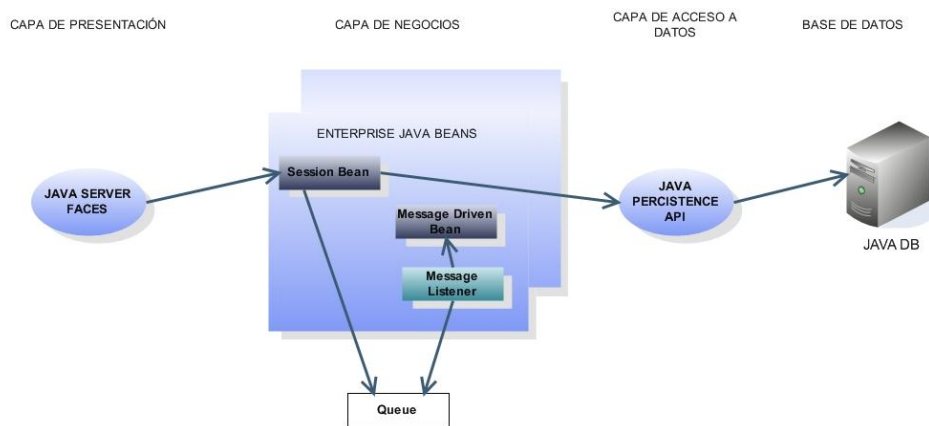 CAPA DE PRESENTACIÓN
CAPA DE NEGOCIOS
CAPA DE ACCESO A
DATOS
BASE DE DATOS
ENTERPRISE JAVA BEANS
Session Bean
JAVA SERVER
FACES
Message Driven
Bean
Message
Listener
JAVA
PERCISTENCE
API
JAVA DB
Queue